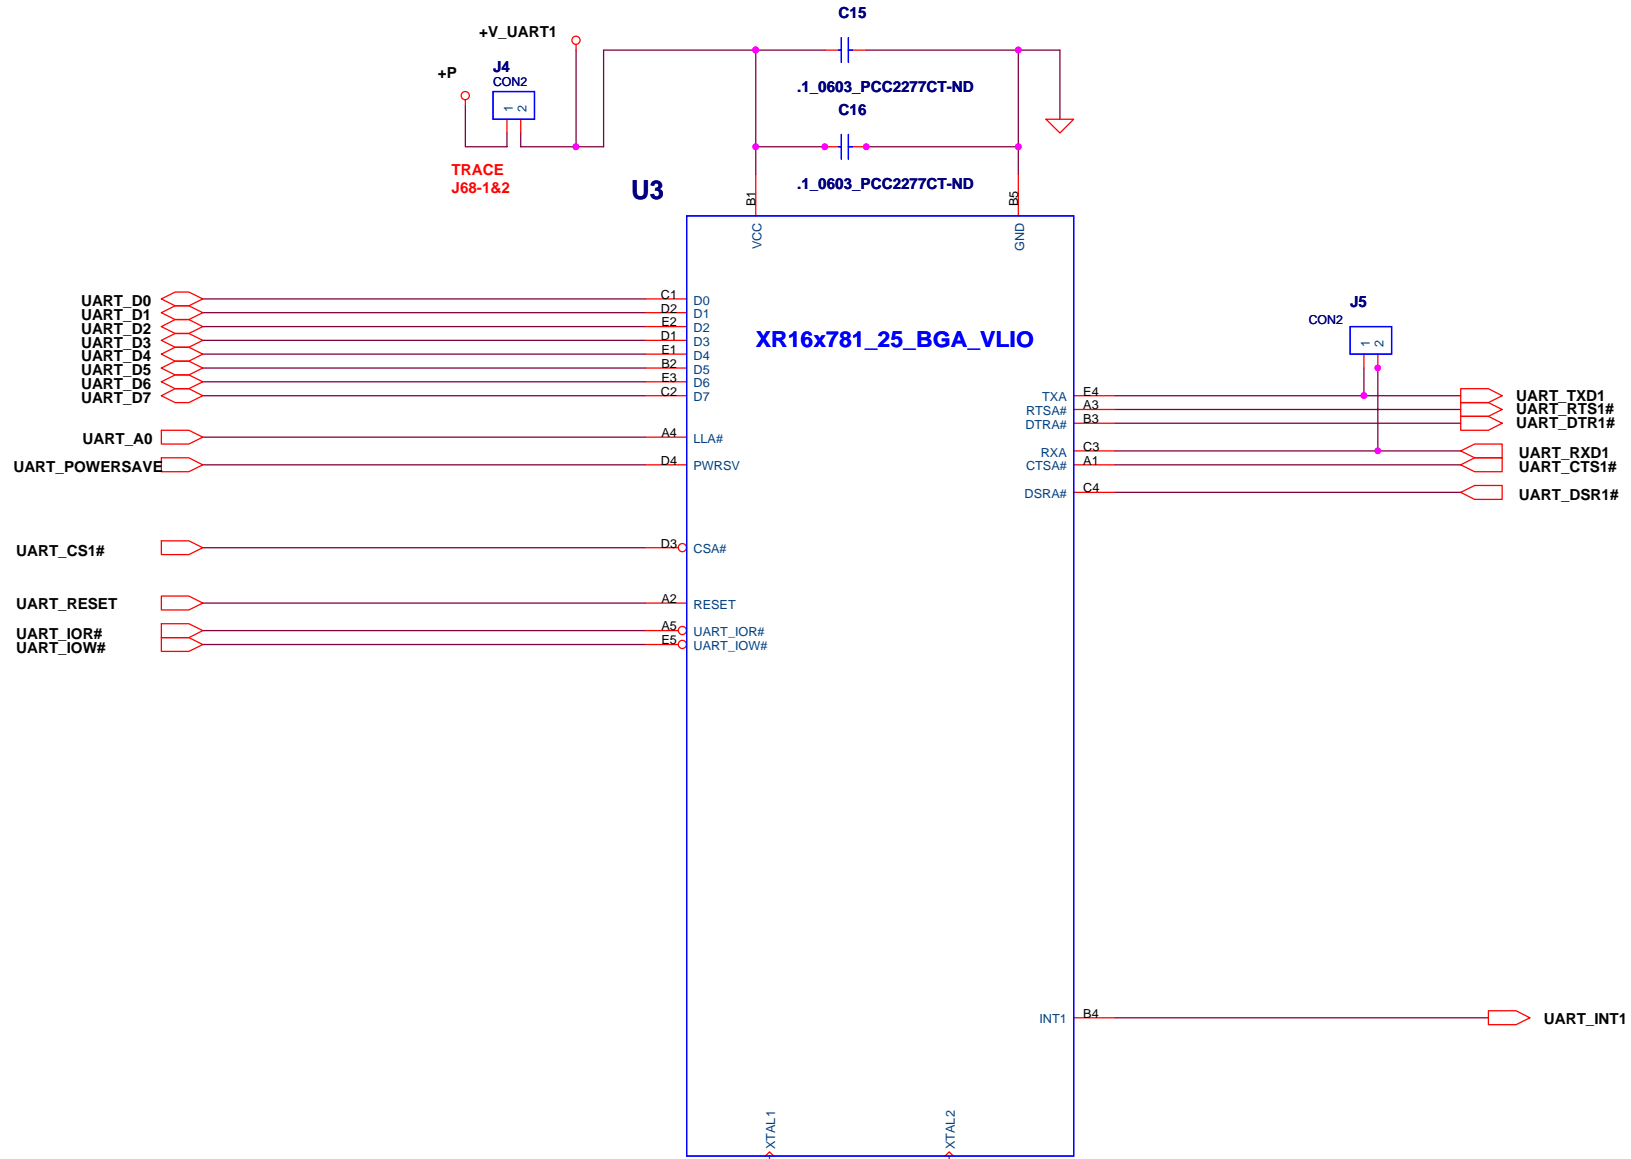 C15
+V_UART1
+P
J4
CON2
1
2
.1_0603_PCC2277CT-ND
C16
TRACE
J68-1&2
.1_0603_PCC2277CT-ND
U3
B1
B5
VCC
GND
UART_D0
C1
D0
UART_D1
D2
D1
UART_D2
E2
D2
UART_D3
D1
D3
UART_D4
E1
D4
UART_D5
B2
D5
UART_D6
E3
D6
UART_D7
C2
D7
XR16x781_25_BGA_VLIO
J5
CON2
1
2
TXA
E4
UART_TXD1
RTSA#
A3
UART_RTS1#
DTRA#
B3
UART_DTR1#
UART_A0
A4
LLA#
RXA
C3
UART_RXD1
UART_POWERSAVE
D4
PWRSV
CTSA#
A1
UART_CTS1#
DSRA#
C4
UART_DSR1#
UART_CS1#
D3
CSA#
UART_RESET
A2
RESET
UART_IOR#
A5
UART_IOR#
UART_IOW#
E5
UART_IOW#
INT1
B4
UART_INT1
XTAL1
XTAL2